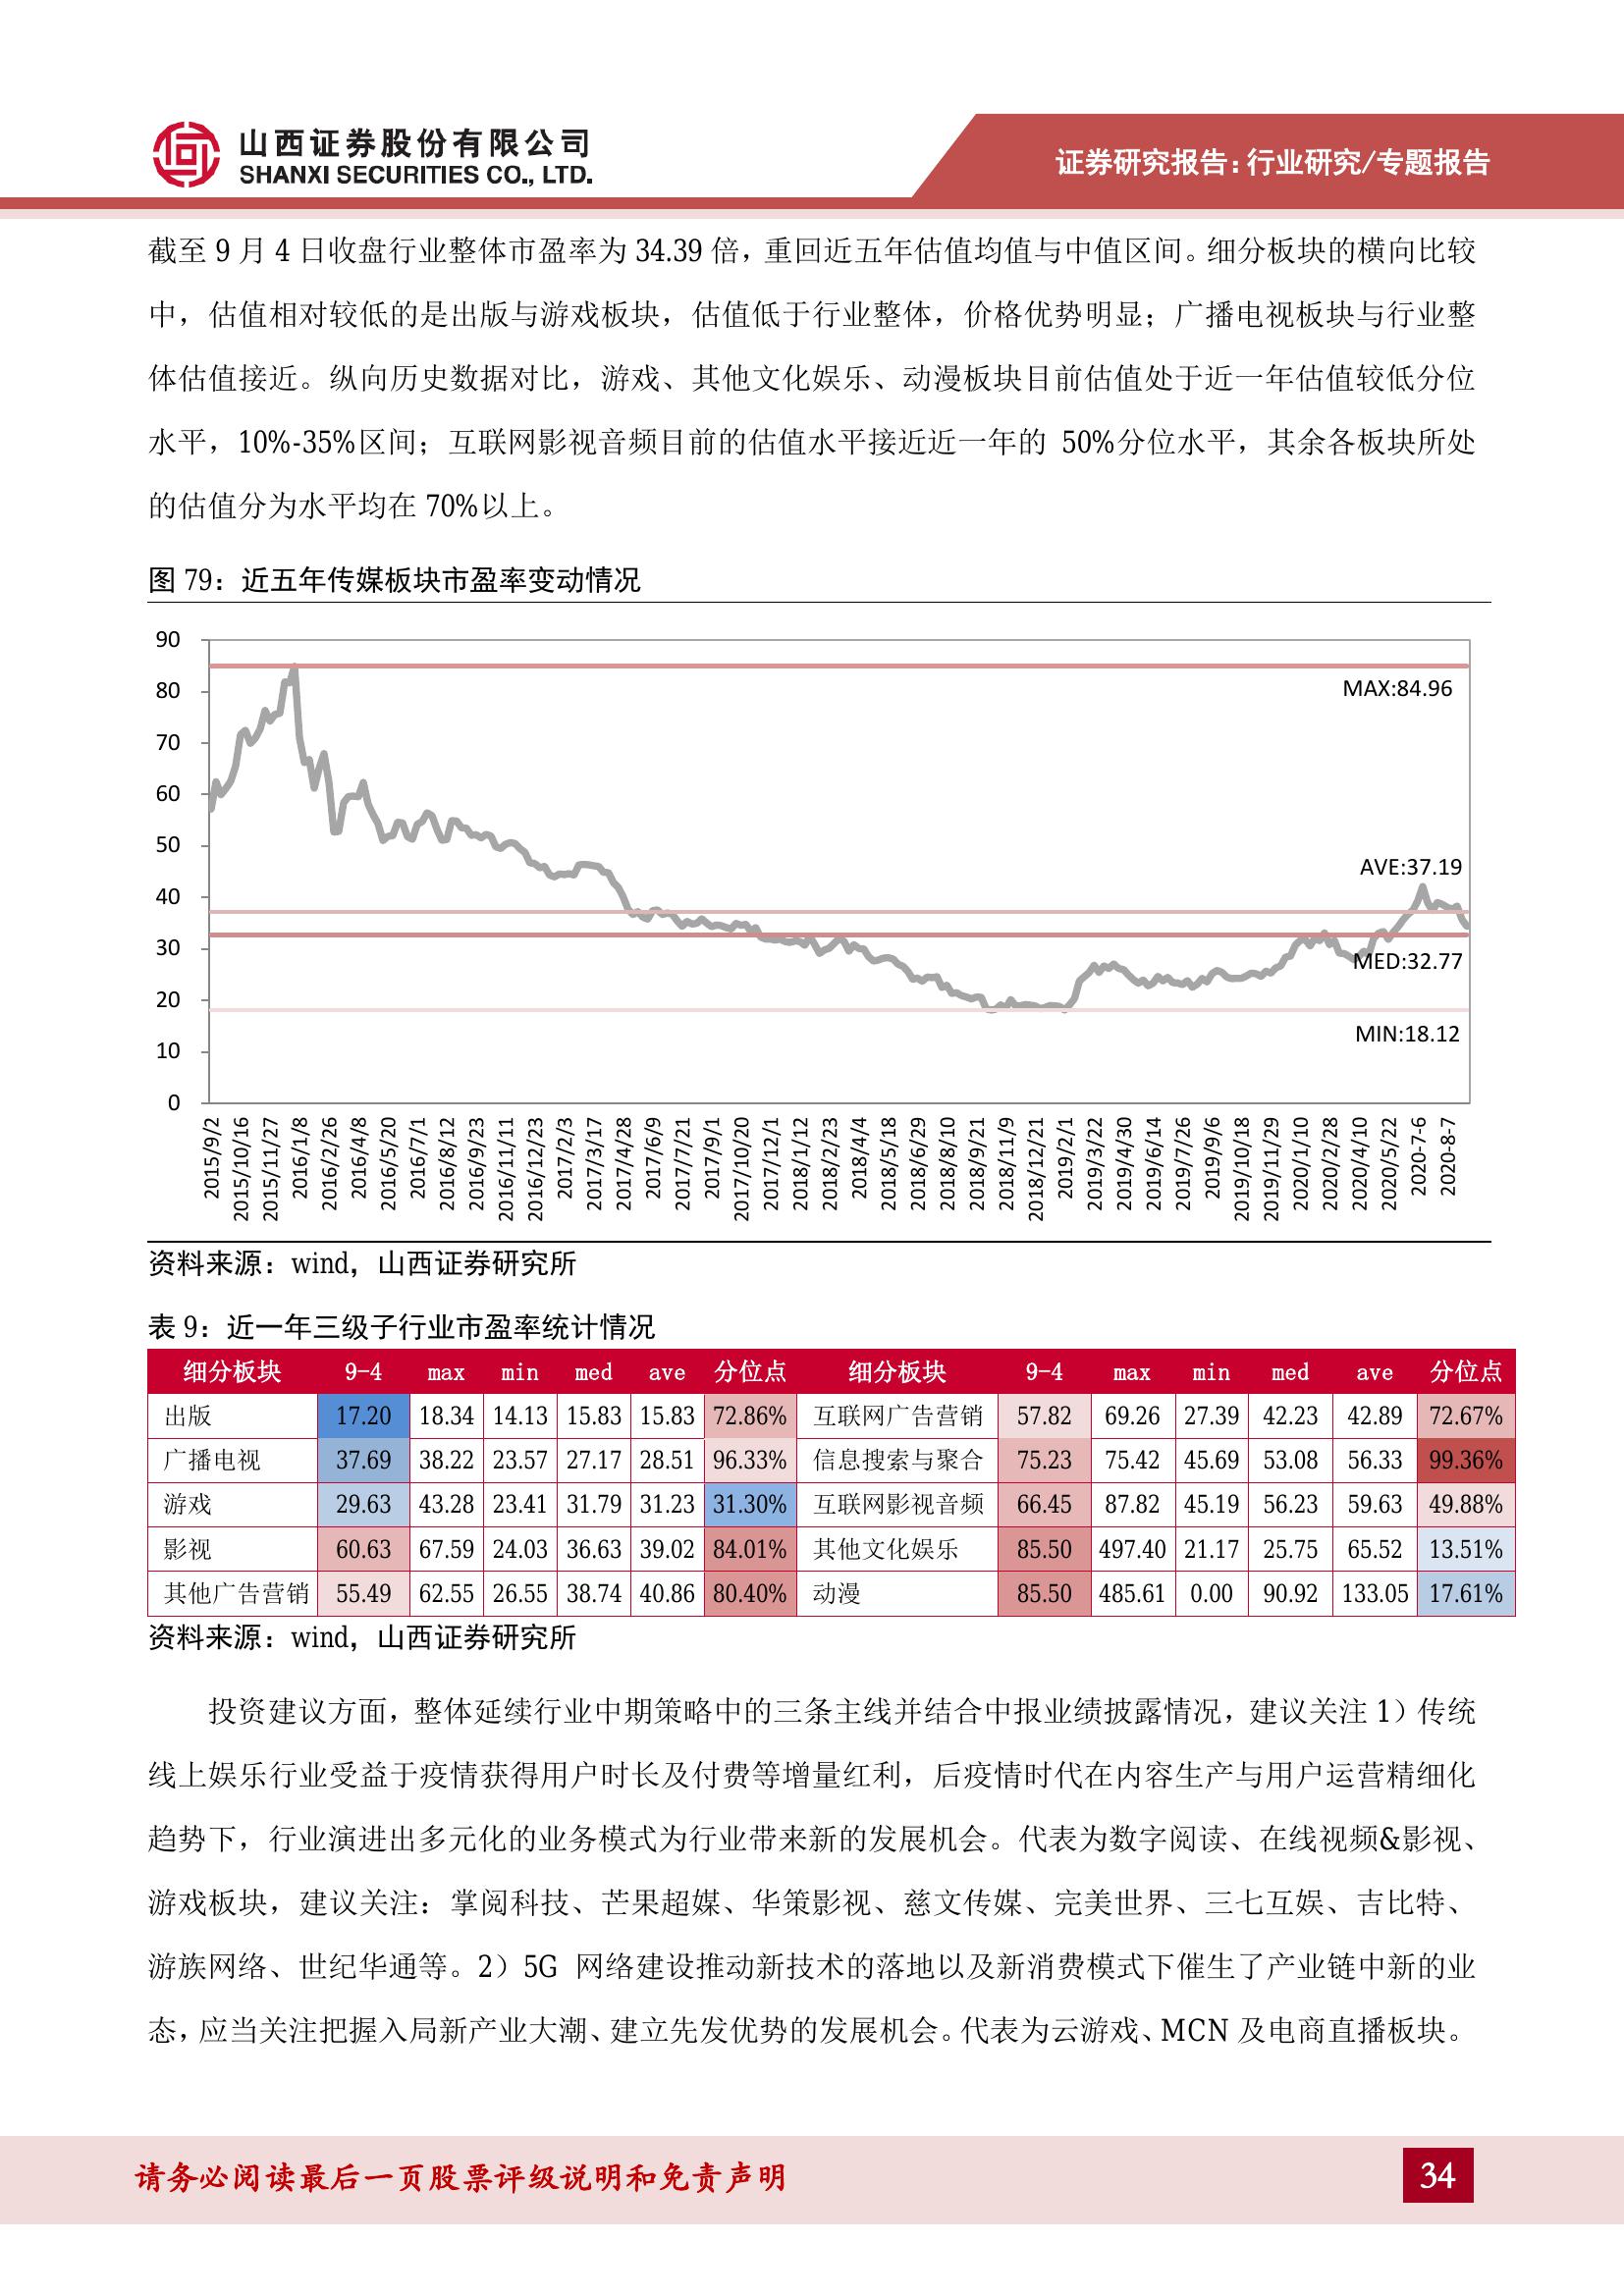 山西证券股份有限公司
SHANXI SECURITIES CO., LTD.
证券研究报告:行业研究/专题报告
截至 9 月 4 日收盘行业整体市盈率为 34.39 倍，重回近五年估值均值与中值区间。细分板块的横向比较
中，估值相对较低的是出版与游戏板块，估值低于行业整体，价格优势明显；广播电视板块与行业整
体估值接近。纵向历史数据对比，游戏、其他文化娱乐、动漫板块目前估值处于近一年估值较低分位
水平，10%-35%区间；互联网影视音频目前的估值水平接近近一年的 50%分位水平，其余各板块所处
的估值分为水平均在 70%以上。
图 79：近五年传媒板块市盈率变动情况
90
80
70
60
50
40
30
20
10
0
MAX:84.96
AVE:37.19
MED:32.77
MIN:18.12
2015/9/2 2015/10/16 2015/11/27 2016/1/8 2016/2/26 2016/4/8 2016/5/20 2016/7/1 2016/8/12 2016/9/23 2016/11/11 2016/12/23 2017/2/3 2017/3/17 2017/4/28 2017/6/9 2017/7/21 2017/9/1 2017/10/20 2017/12/1 2018/1/12 2018/2/23 2018/4/4 2018/5/18 2018/6/29 2018/8/10 2018/9/21 2018/11/9 2018/12/21 2019/2/1 2019/3/22 2019/4/30 2019/6/14 2019/7/26 2019/9/6 2019/10/18 2019/11/29 2020/1/10 2020/2/28 2020/4/10 2020/5/22 2020-7-6 2020-8-7
资料来源：wind，山西证券研究所
表 9：近一年三级子行业市盈率统计情况
细分板块 9-4 max min med ave 分位点 细分板块 9-4 max min med ave 分位点
出版 17.20 18.34 14.13 15.83 15.83 72.86% 互联网广告营销 57.82 69.26 27.39 42.23 42.89 72.67%
广播电视 37.69 38.22 23.57 27.17 28.51 96.33% 信息搜索与聚合 75.23 75.42 45.69 53.08 56.33 99.36%
游戏 29.63 43.28 23.41 31.79 31.23 31.30% 互联网影视音频 66.45 87.82 45.19 56.23 59.63 49.88%
影视 60.63 67.59 24.03 36.63 39.02 84.01% 其他文化娱乐 85.50 497.40 21.17 25.75 65.52 13.51%
其他广告营销 55.49 62.55 26.55 38.74 40.86 80.40% 动漫 85.50 485.61 0.00 90.92 133.05 17.61%
资料来源：wind，山西证券研究所
投资建议方面，整体延续行业中期策略中的三条主线并结合中报业绩披露情况，建议关注 1）传统
线上娱乐行业受益于疫情获得用户时长及付费等增量红利，后疫情时代在内容生产与用户运营精细化
趋势下，行业演进出多元化的业务模式为行业带来新的发展机会。代表为数字阅读、在线视频&影视、
游戏板块，建议关注：掌阅科技、芒果超媒、华策影视、慈文传媒、完美世界、三七互娱、吉比特、
游族网络、世纪华通等。2）5G 网络建设推动新技术的落地以及新消费模式下催生了产业链中新的业
态，应当关注把握入局新产业大潮、建立先发优势的发展机会。代表为云游戏、MCN 及电商直播板块。
请务必阅读最后一页股票评级说明和免责声明
34